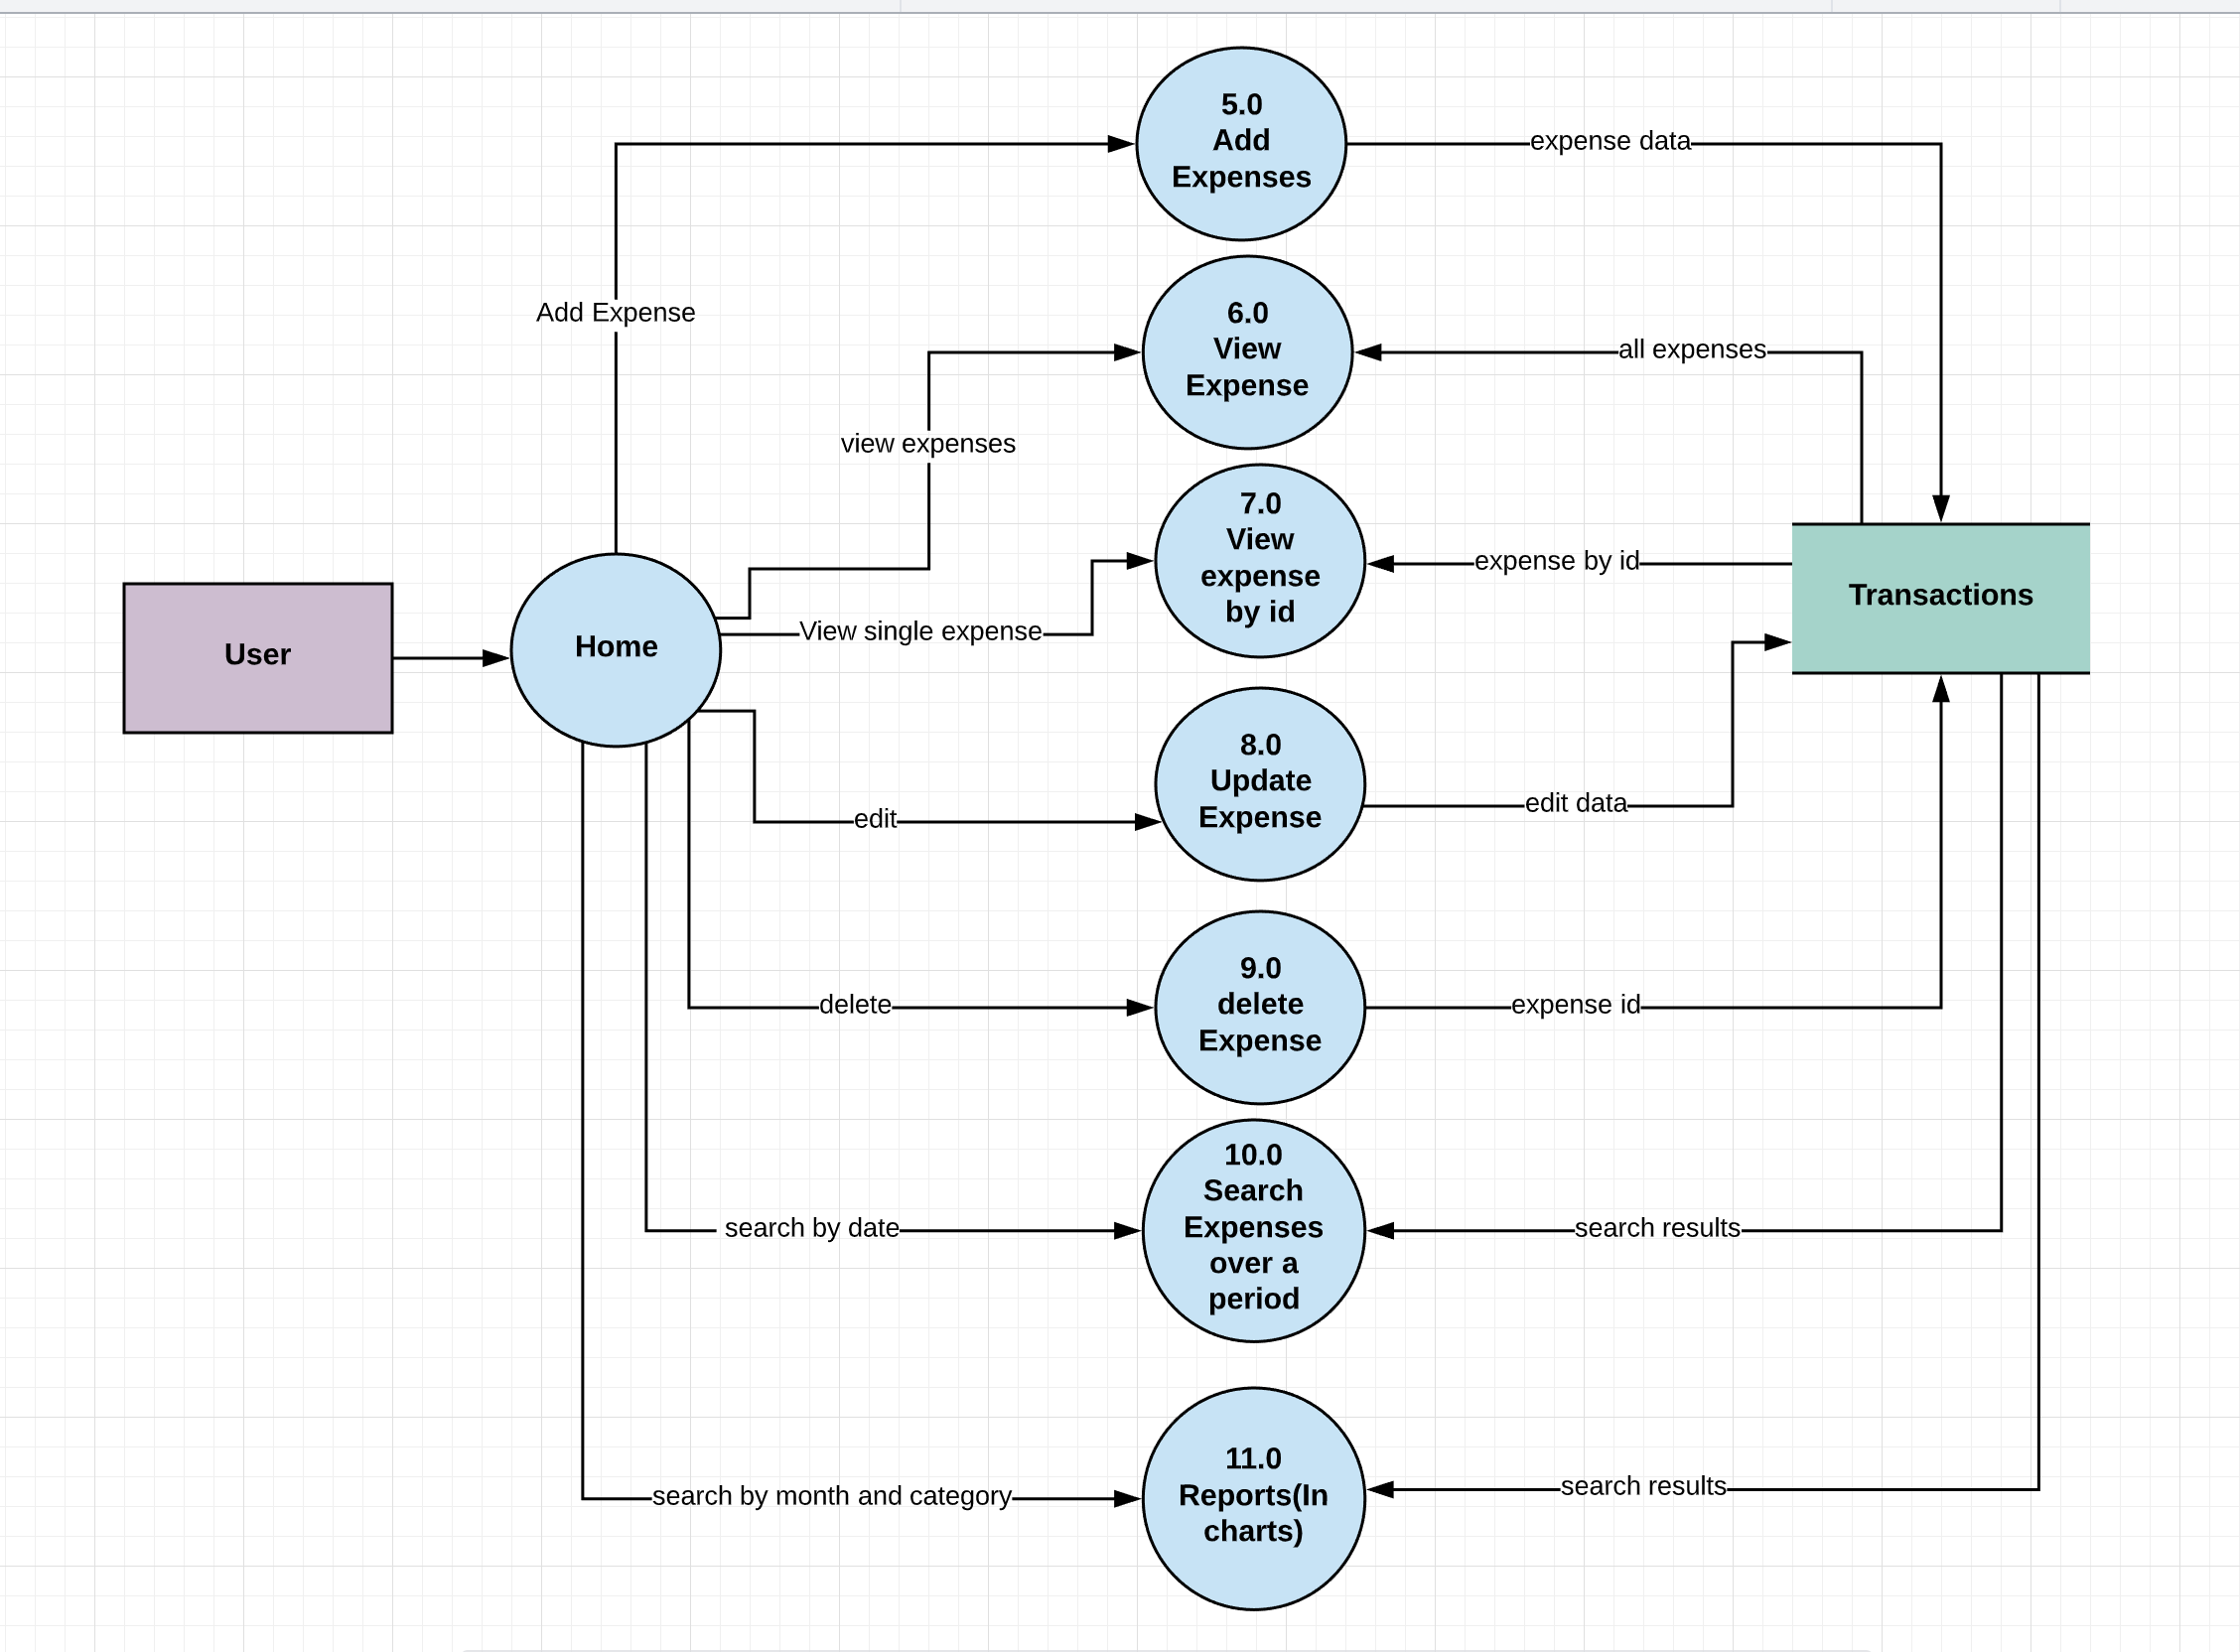 5.0
Add
Expenses
expense data
Add Expense
6.0
View
Expense
all expenses
view expenses
7.0
View
expense
by id
expense by id
Transactions
User
Home
View single expense
8.0
Update
Expense
edit
edit data
9.0
delete
Expense
delete
expense id
10.0
Search
Expenses
over a
period
search by date
search results
11.0
Reports(In
charts)
search by month and category
search results